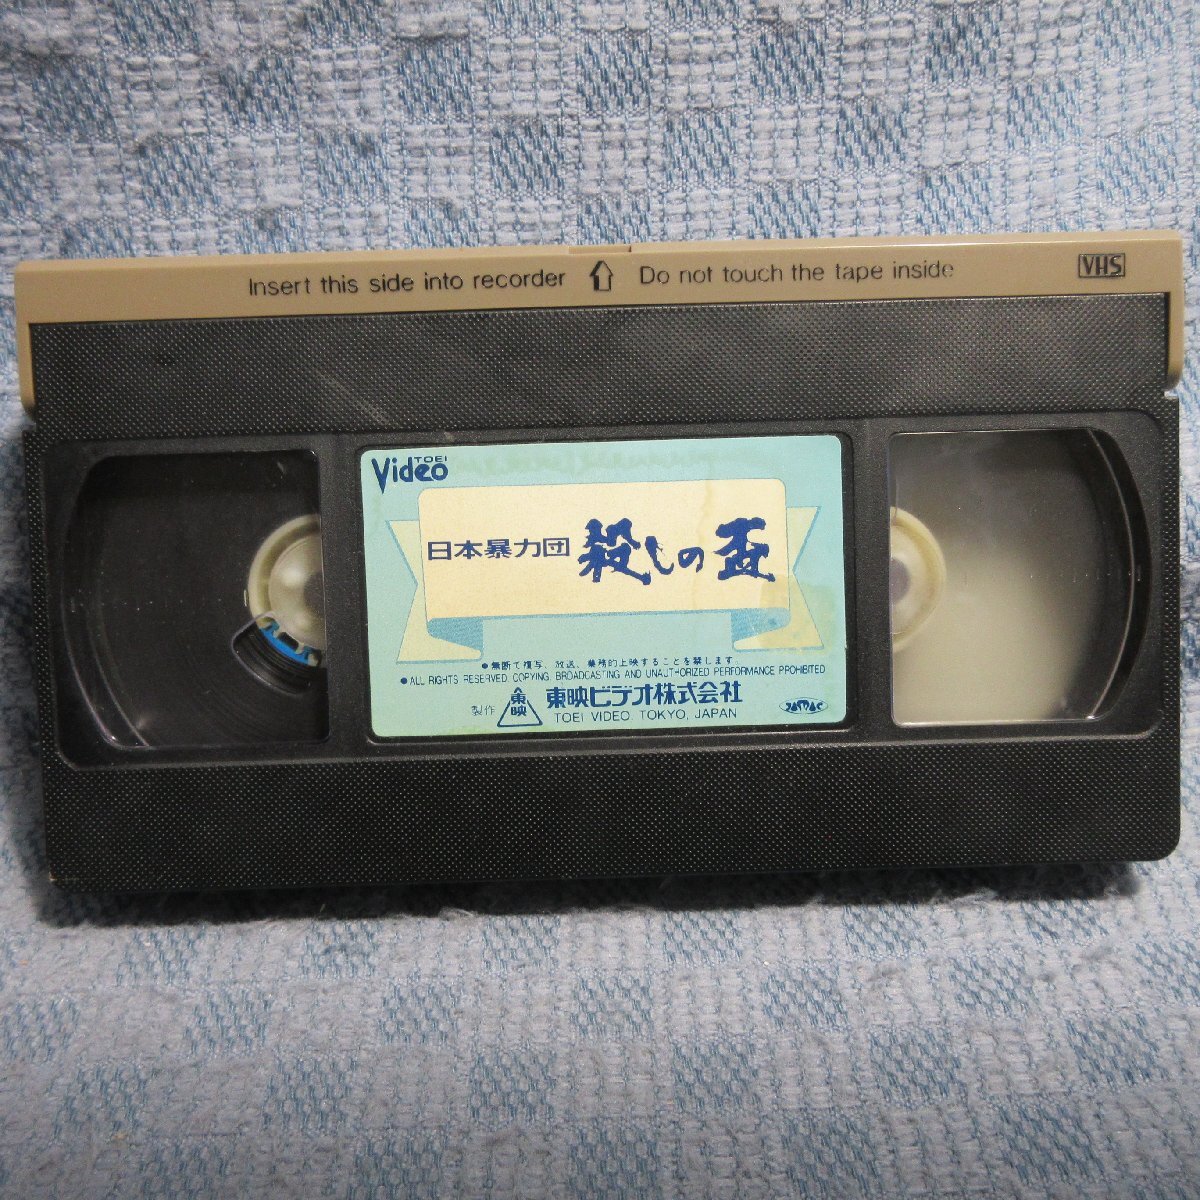 Insert this side into recorder ⇧ Do not touch the tape inside VHS
TOEI
Video
日本暴力団 殺しの盃
●無断で複写、放送、業務的上映することを禁じます。
●ALL RIGHTS RESERVED. COPYING, BROADCASTING AND UNAUTHORIZED PERFORMANCE PROHIBITED
製作 東映 東映ビデオ株式会社
TOEI VIDEO. TOKYO, JAPAN